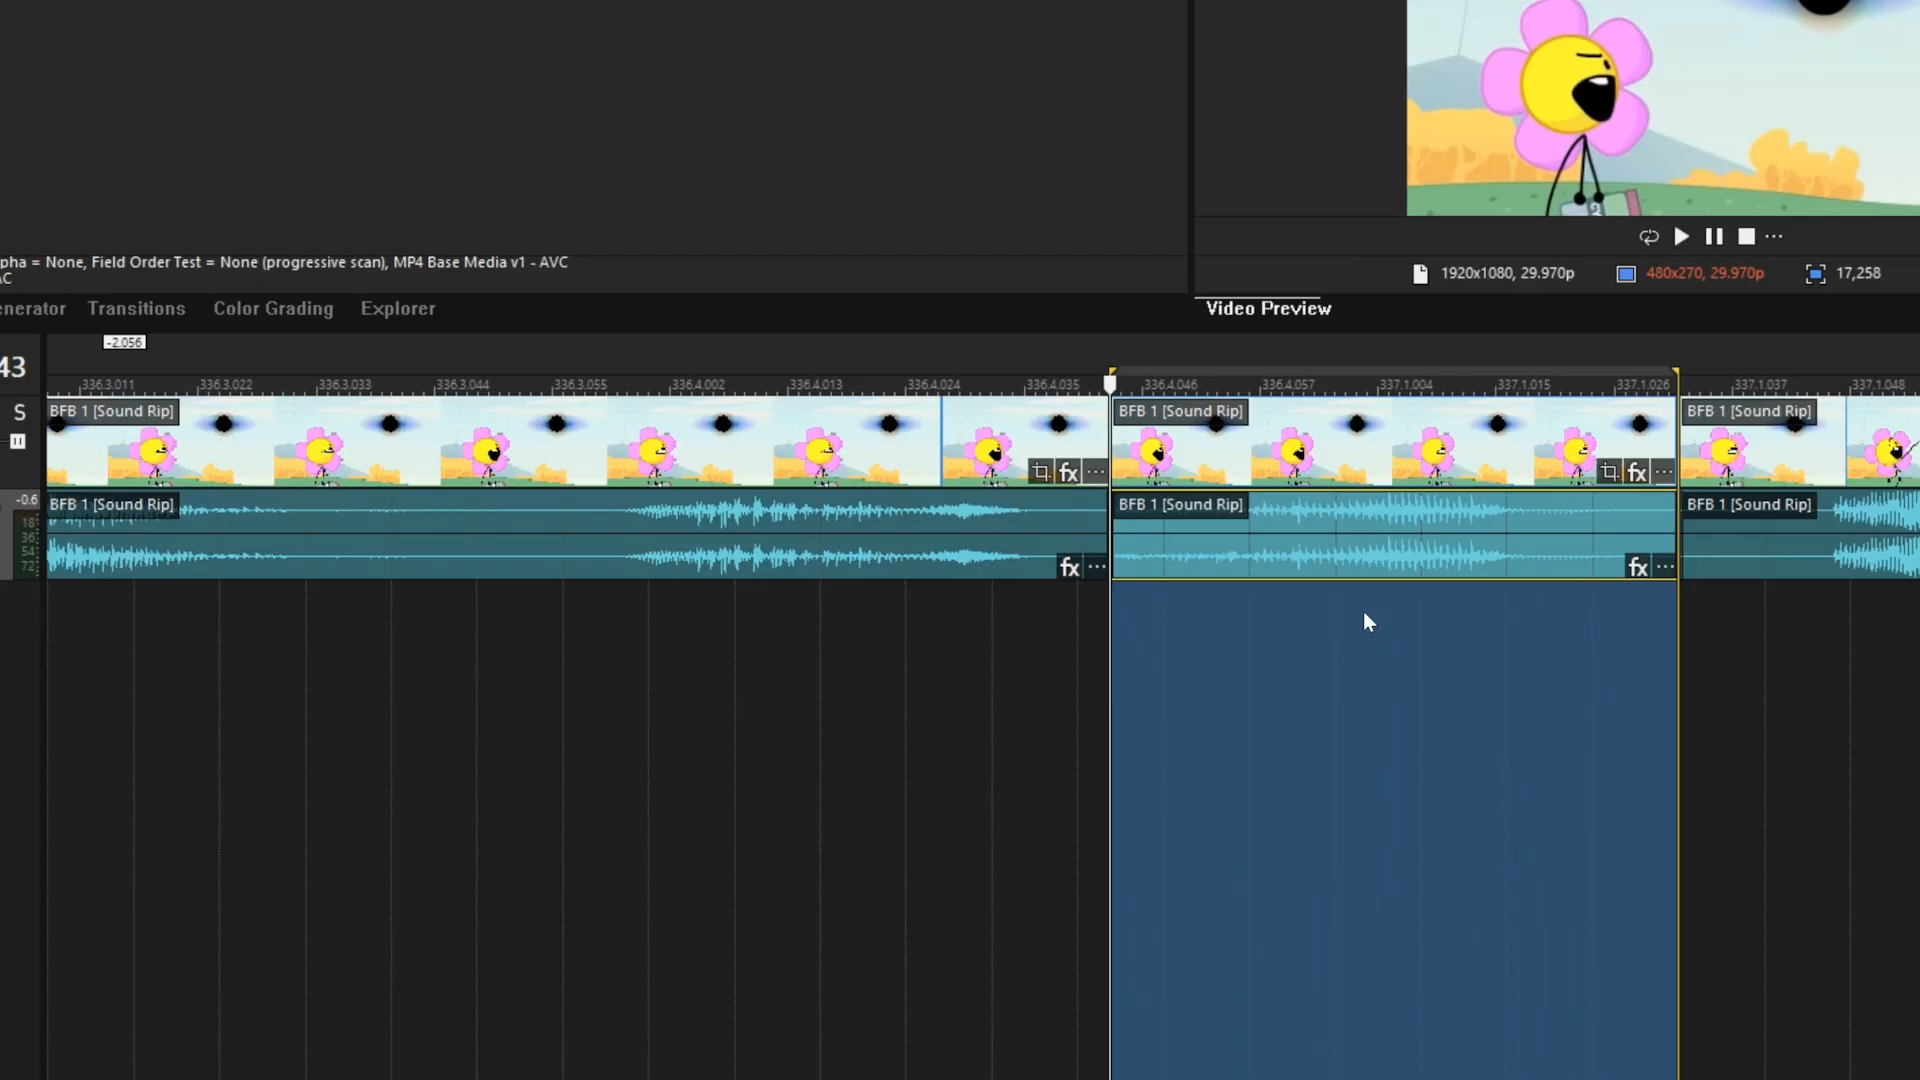 pha = None, Field Order Test = None (progressive scan), MP4 Base Media v1 - AVC
AC
1920x1080, 29.970p
480x270, 29.970p
17,258
enerator
Transitions
Color Grading
Explorer
Video Preview
-2.056
43
336.3.011
336.3.022
336.3.033
336.3.044
336.3.055
336.4.002
336.4.013
336.4.024
336.4.035
336.4.046
336.4.057
337.1.004
337.1.015
337.1.026
337.1.037
337.1.048
S
BFB 1 [Sound Rip]
BFB 1 [Sound Rip]
BFB 1 [Sound Rip]
fx
fx
-0.6
18
36
54
72
BFB 1 [Sound Rip]
BFB 1 [Sound Rip]
BFB 1 [Sound Rip]
fx
fx